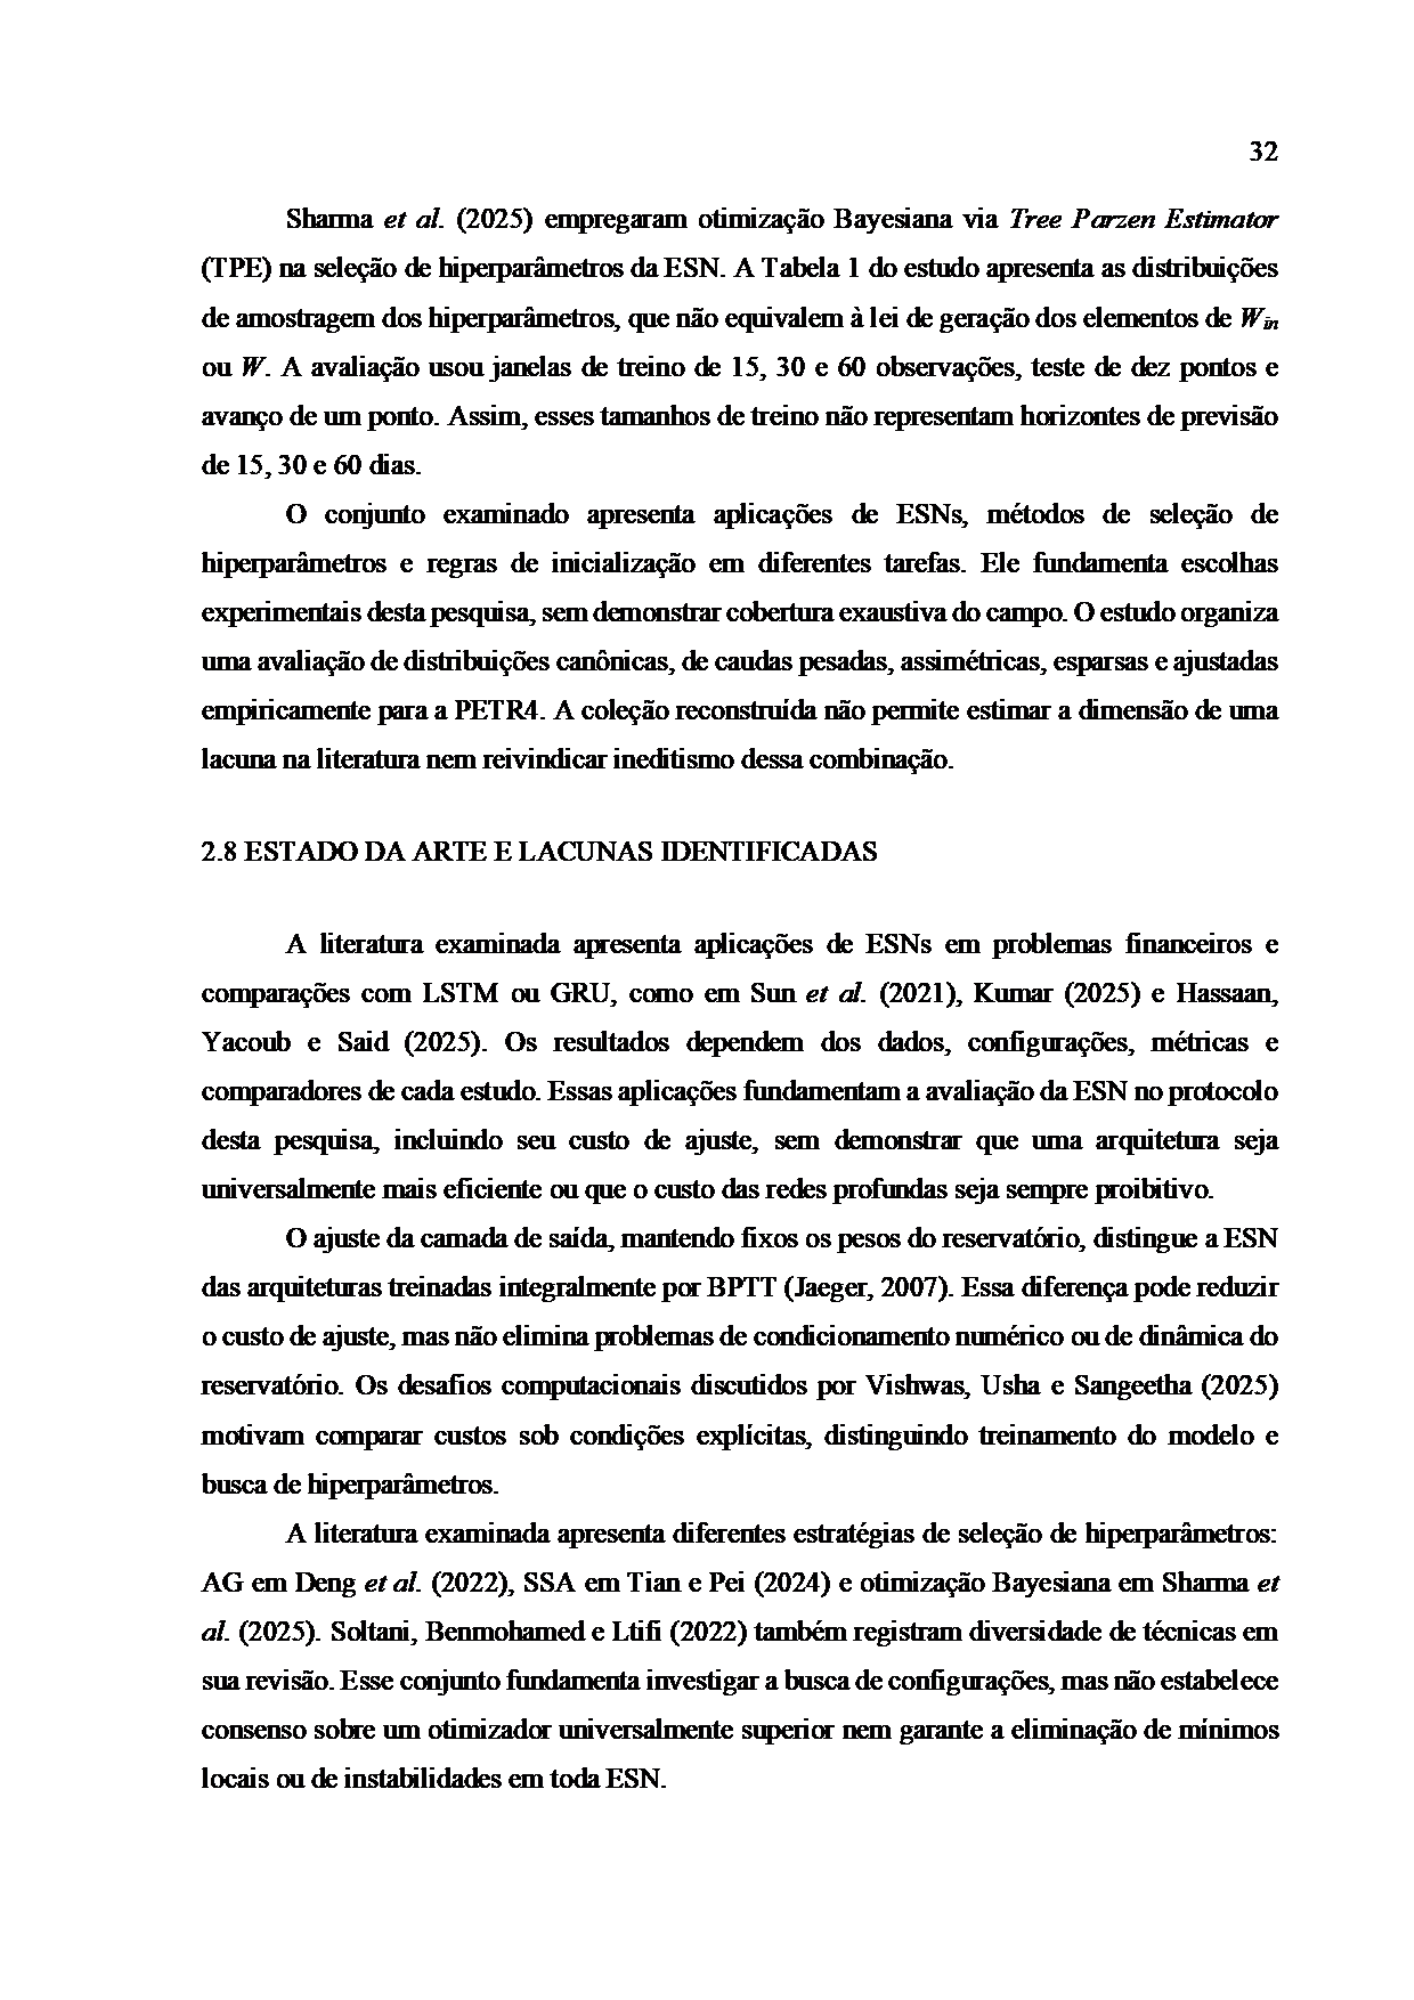 32
Sharma et al. (2025) empregaram otimização Bayesiana via Tree Parzen Estimator
(TPE) na seleção de hiperparâmetros da ESN. A Tabela 1 do estudo apresenta as distribuições
de amostragem dos hiperparâmetros, que não equivalem à lei de geração dos elementos de Win
ou W. A avaliação usou janelas de treino de 15, 30 e 60 observações, teste de dez pontos e
avanço de um ponto. Assim, esses tamanhos de treino não representam horizontes de previsão
de 15, 30 e 60 dias.
O conjunto examinado apresenta aplicações de ESNs, métodos de seleção de
hiperparâmetros e regras de inicialização em diferentes tarefas. Ele fundamenta escolhas
experimentais desta pesquisa, sem demonstrar cobertura exaustiva do campo. O estudo organiza
uma avaliação de distribuições canônicas, de caudas pesadas, assimétricas, esparsas e ajustadas
empiricamente para a PETR4. A coleção reconstruída não permite estimar a dimensão de uma
lacuna na literatura nem reivindicar ineditismo dessa combinação.
2.8 ESTADO DA ARTE E LACUNAS IDENTIFICADAS
A literatura examinada apresenta aplicações de ESNs em problemas financeiros e
comparações com LSTM ou GRU, como em Sun et al. (2021), Kumar (2025) e Hassaan,
Yacoub e Said (2025). Os resultados dependem dos dados, configurações, métricas e
comparadores de cada estudo. Essas aplicações fundamentam a avaliação da ESN no protocolo
desta pesquisa, incluindo seu custo de ajuste, sem demonstrar que uma arquitetura seja
universalmente mais eficiente ou que o custo das redes profundas seja sempre proibitivo.
O ajuste da camada de saída, mantendo fixos os pesos do reservatório, distingue a ESN
das arquiteturas treinadas integralmente por BPTT (Jaeger, 2007). Essa diferença pode reduzir
o custo de ajuste, mas não elimina problemas de condicionamento numérico ou de dinâmica do
reservatório. Os desafios computacionais discutidos por Vishwas, Usha e Sangeetha (2025)
motivam comparar custos sob condições explícitas, distinguindo treinamento do modelo e
busca de hiperparâmetros.
A literatura examinada apresenta diferentes estratégias de seleção de hiperparâmetros:
AG em Deng et al. (2022), SSA em Tian e Pei (2024) e otimização Bayesiana em Sharma et
al. (2025). Soltani, Benmohamed e Ltifi (2022) também registram diversidade de técnicas em
sua revisão. Esse conjunto fundamenta investigar a busca de configurações, mas não estabelece
consenso sobre um otimizador universalmente superior nem garante a eliminação de mínimos
locais ou de instabilidades em toda ESN.